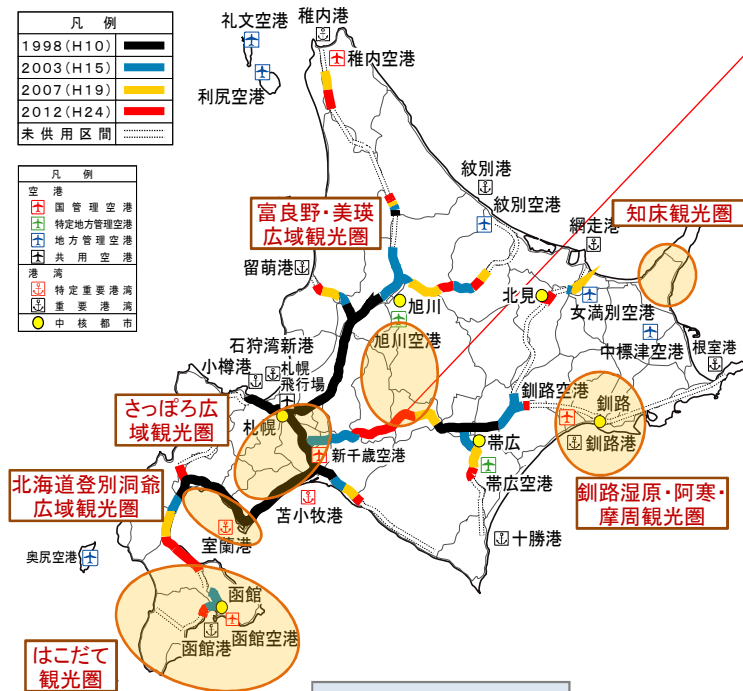 凡例
1998(H10)
2003(H15)
2007(H19)
2012(H24)
未供用区間
凡例
空港
国管理空港
特定地方管理空港
地方管理空港
共用空港
港湾
特定重要港湾
重要港湾
中核都市
礼文空港
稚内港
稚内空港
利尻空港
紋別港
紋別空港
富良野・美瑛
広域観光圏
網走港
知床観光圏
留萌港
旭川
北見
女満別空港
旭川空港
中標津空港
根室港
石狩湾新港
小樽港
札幌
飛行場
釧路空港
さっぽろ広
域観光圏
札幌
釧路
帯広
釧路港
新千歳空港
北海道登別洞爺
広域観光圏
帯広空港
釧路湿原・阿寒・
摩周観光圏
苫小牧港
室蘭港
十勝港
奥尻空港
函館
函館空港
函館港
はこだて
観光圏